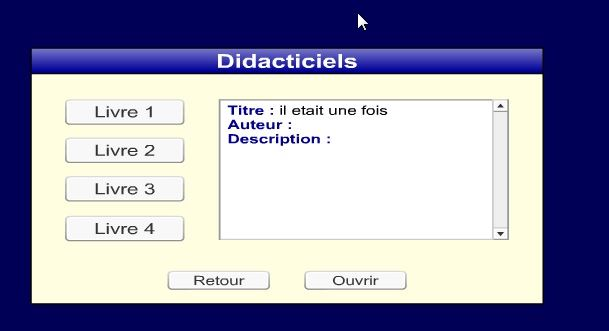 Didacticiels
Livre 1
Livre 2
Livre 3
Livre 4
Titre : il etait une fois
Auteur :
Description :
Retour
Ouvrir